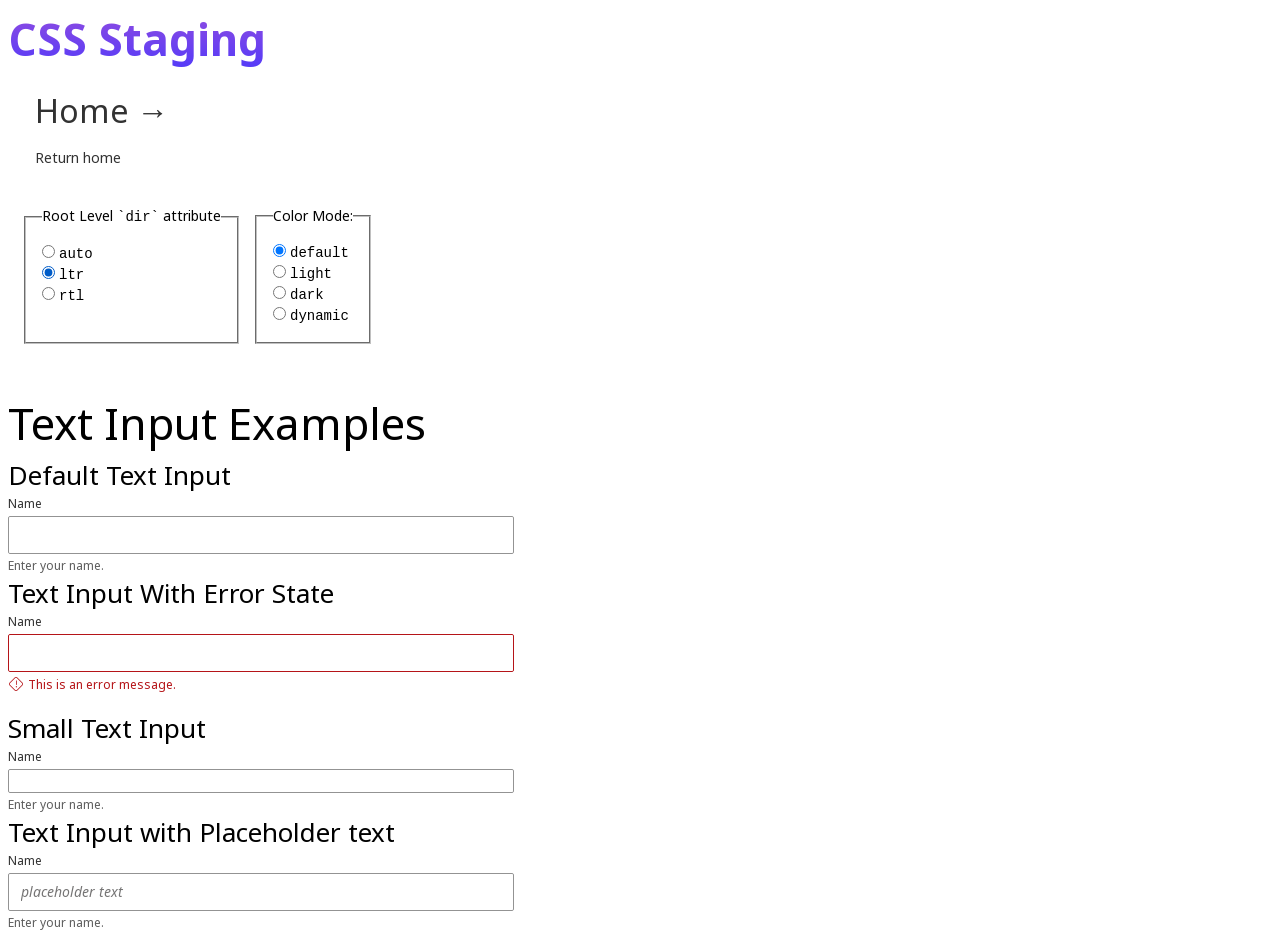 CSS Staging
Home →
Return home
Root Level `dir` attribute
auto
ltr
rtl
Color Mode:
default
light
dark
dynamic
Text Input Examples
Default Text Input
Name
Enter your name.
Text Input With Error State
Name
This is an error message.
Small Text Input
Name
Enter your name.
Text Input with Placeholder text
Name
placeholder text
Enter your name.